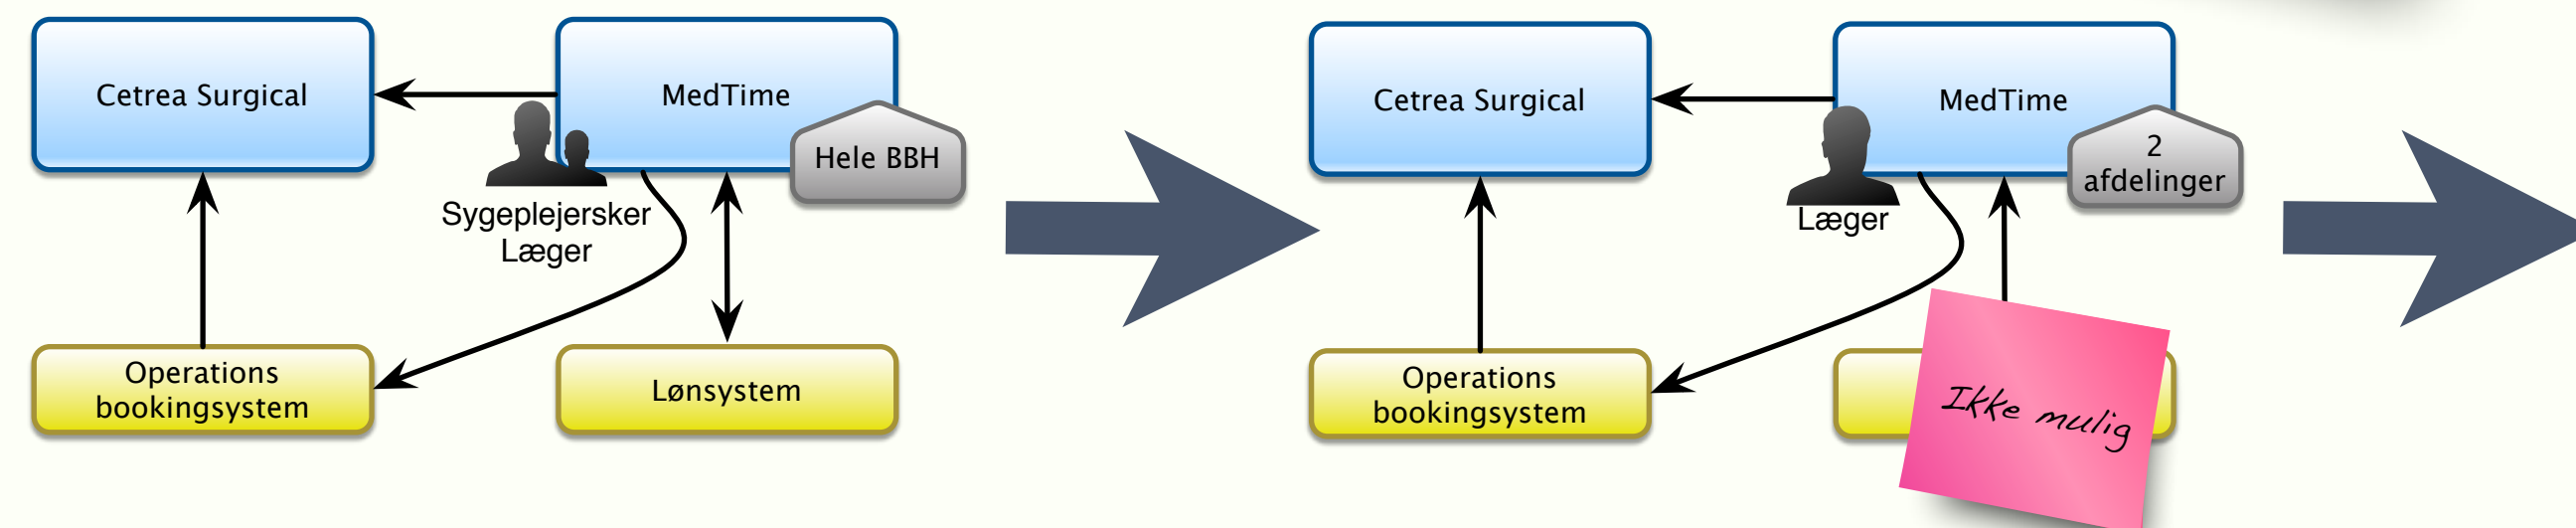 Cetrea Surgical
MedTime
Hele BBH
Sygeplejersker
Læger
Operations
bookingsystem
Lønsystem
Cetrea Surgical
MedTime
2
afdelinger
Læger
Operations
bookingsystem
Ikke mulig